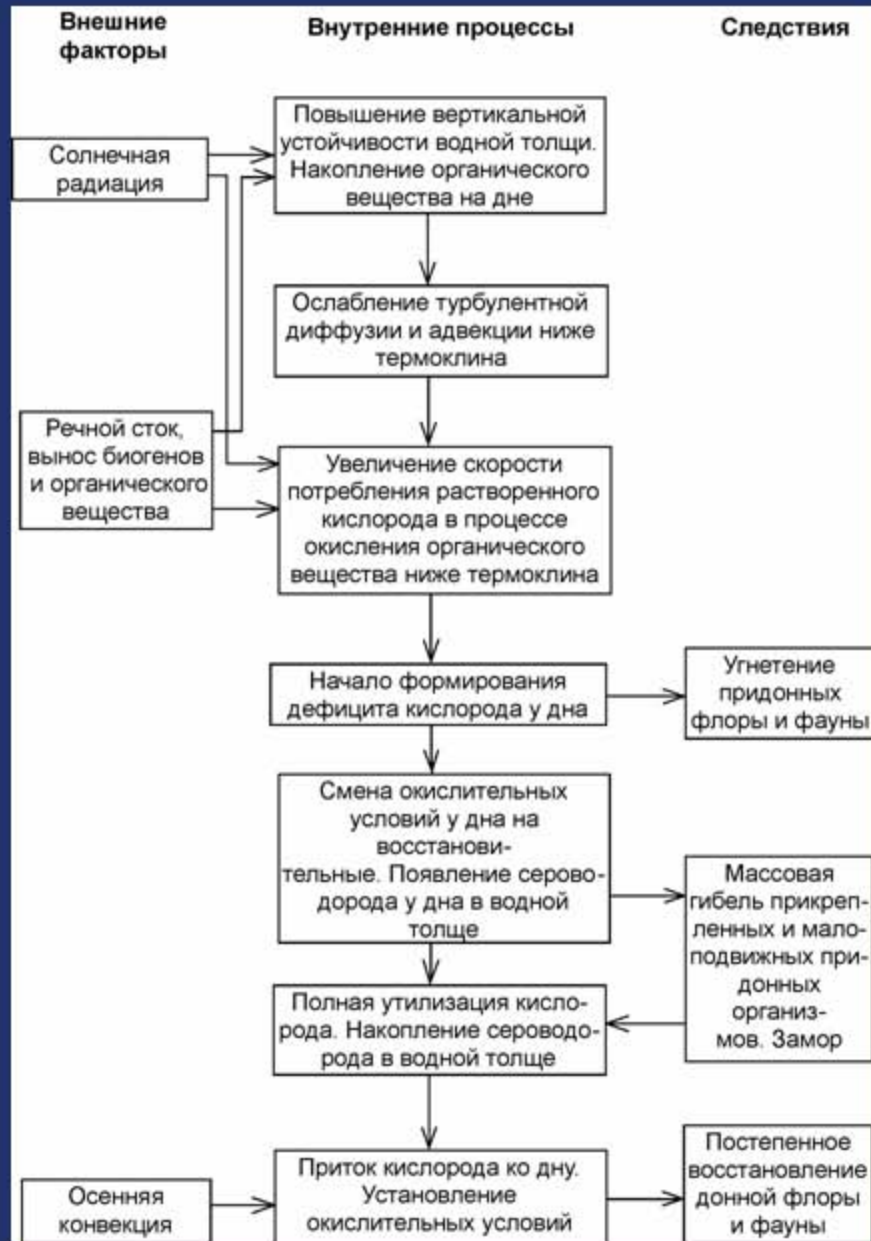 Внешние
факторы
Внутренние процессы
Следствия
Солнечная
радиация
Повышение вертикальной
устойчивости водной толщи.
Накопление органического
вещества на дне
Ослабление турбулентной
диффузии и адвекции ниже
термоклина
Речной сток,
вынос биогенов
и органического
вещества
Увеличение скорости
потребления растворенного
кислорода в процессе
окисления органического
вещества ниже термоклина
Начало формирования
дефицита кислорода у дна
Угнетение
придонных
флоры и фауны
Смена окислительных
условий у дна на
восстанови-
тельные. Появление серово-
дорода у дна в водной
толще
Массовая
гибель прикреп-
ленных и мало-
подвижных при-
донных
организ-
мов. Замор
Полная утилизация кисло-
рода. Накопление сероводо-
рода в водной толще
Осенняя
конвекция
Приток кислорода ко дну.
Установление
окислительных условий
Постепенное
восстановление
донной флоры
и фауны